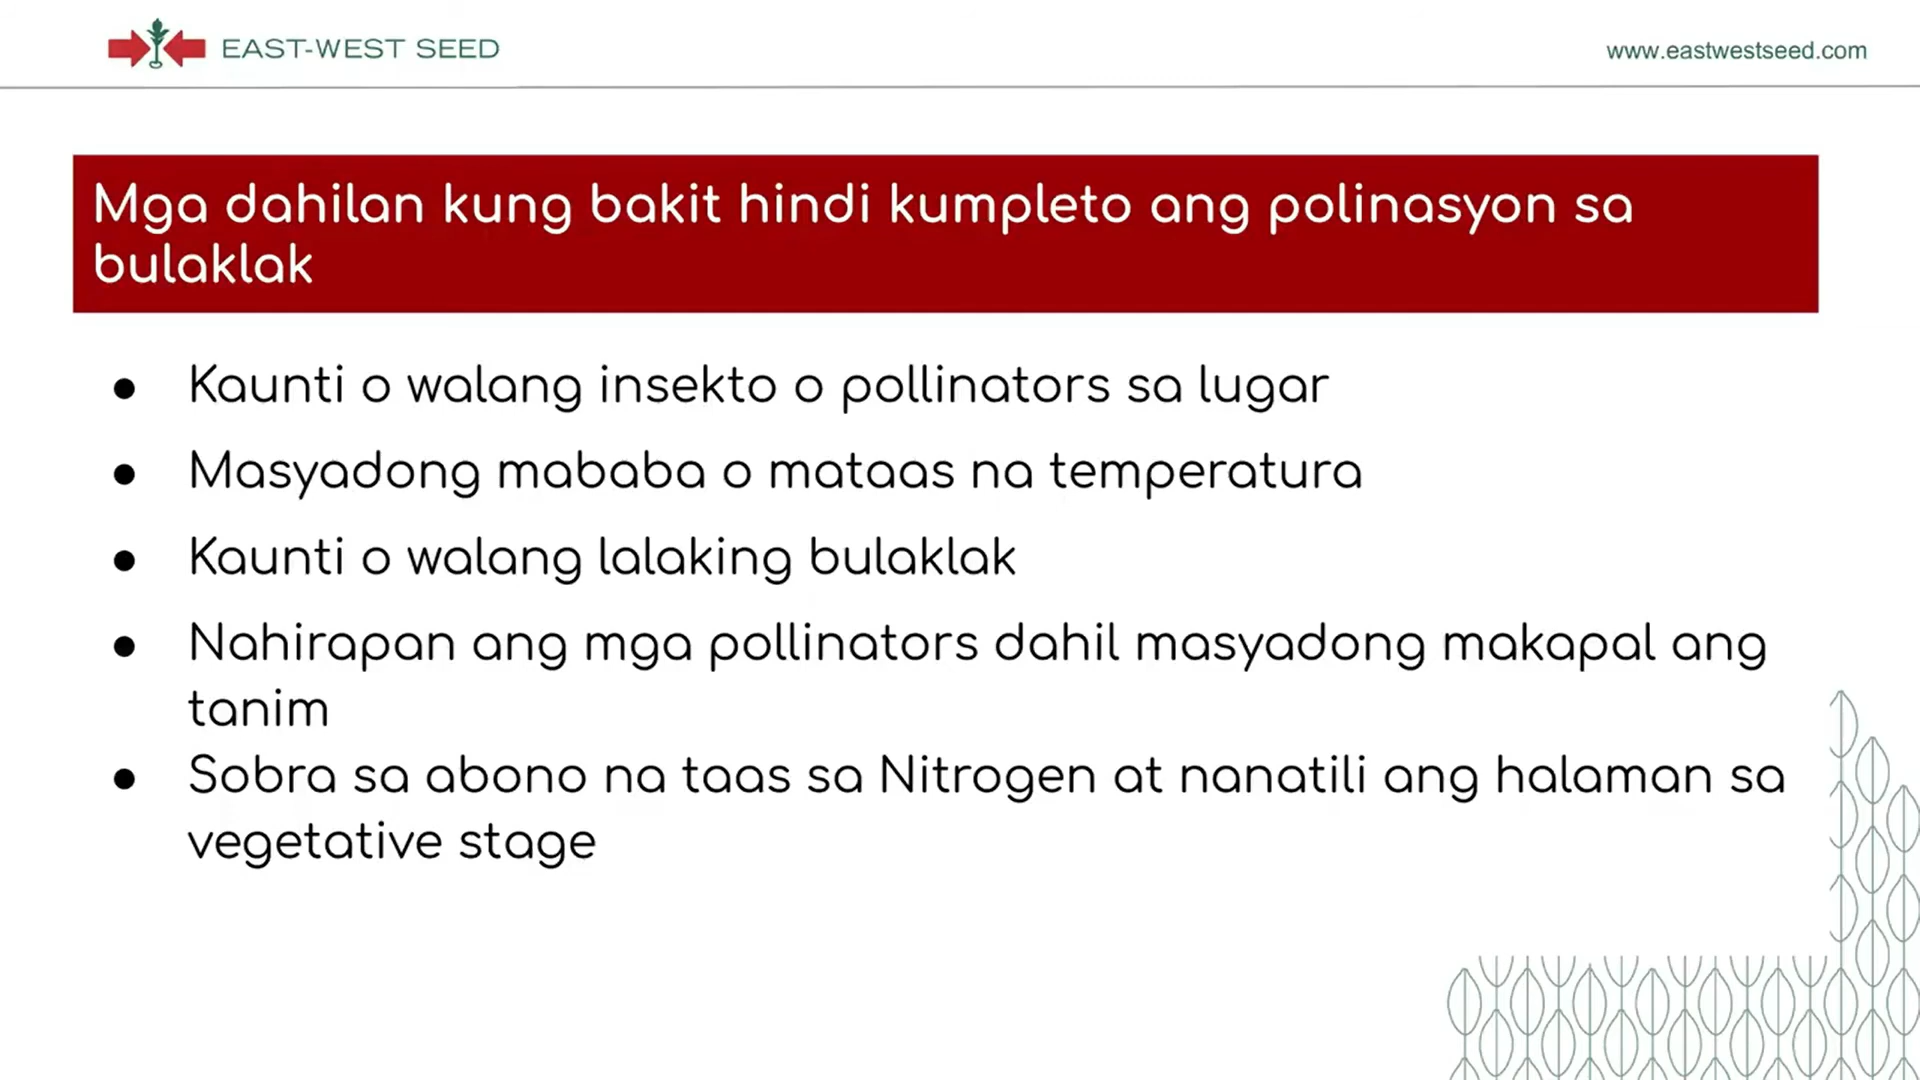 EAST-WEST SEED
www.eastwestseed.com
Mga dahilan kung bakit hindi kumpleto ang polinasyon sa
bulaklak
● Kaunti o walang insekto o pollinators sa lugar
● Masyadong mababa o mataas na temperatura
● Kaunti o walang lalaking bulaklak
● Nahirapan ang mga pollinators dahil masyadong makapal ang
tanim
● Sobra sa abono na taas sa Nitrogen at nanatili ang halaman sa
vegetative stage